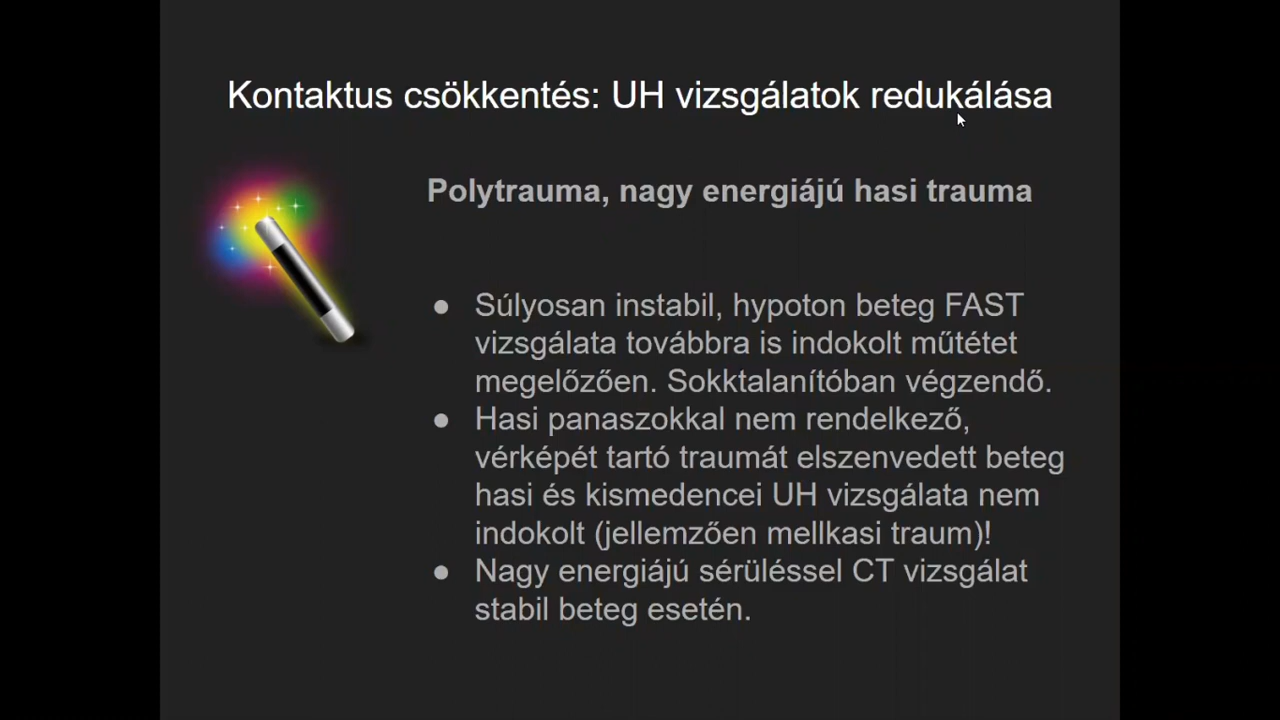 Kontaktus csökkentés: UH vizsgálatok redukálása
Polytrauma, nagy energiájú hasi trauma
● Súlyosan instabil, hypoton beteg FAST
vizsgálata továbbra is indokolt műtétet
megelőzően. Sokktalanítóban végzendő.
● Hasi panaszokkal nem rendelkező,
vérképét tartó traumát elszenvedett beteg
hasi és kismedencei UH vizsgálata nem
indokolt (jellemzően mellkasi traum)!
● Nagy energiájú sérüléssel CT vizsgálat
stabil beteg esetén.